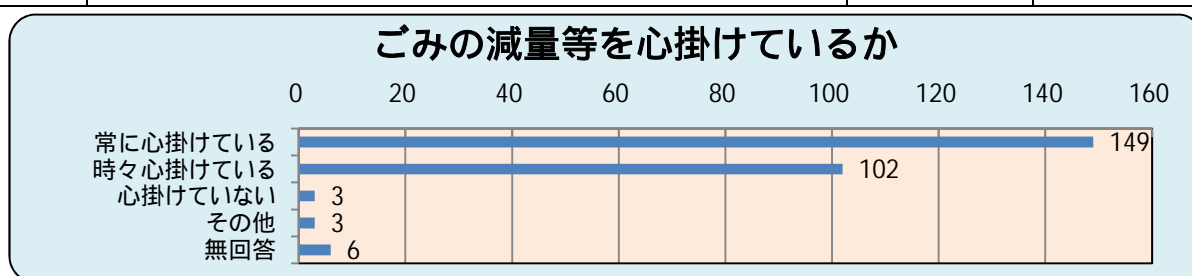 ごみの減量等を心掛けているか
0 20 40 60 80 100 120 140 160
常に心掛けている 149
時々心掛けている 102
心掛けていない 3
その他 3
無回答 6